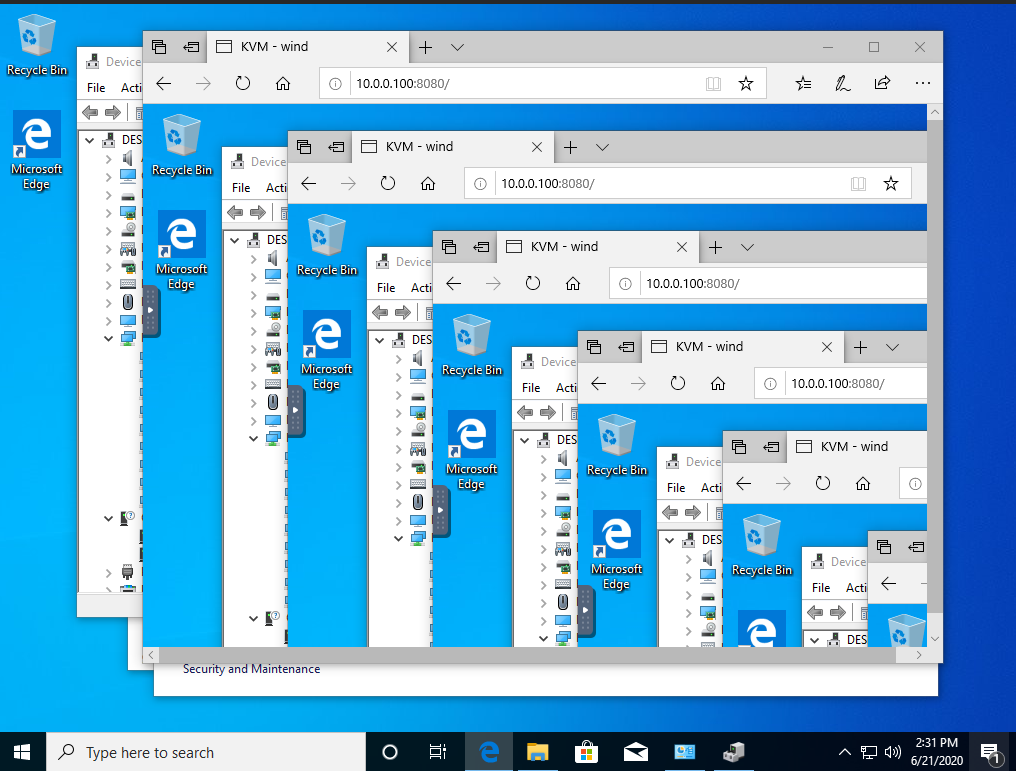 KVM - wind
Recycle Bin
Device
10.0.0.100:8080/
File Acti
DES
Microsoft
Edge
KVM - wind
Recycle Bin
Device
10.0.0.100:8080/
File Acti
DES
Microsoft
Edge
KVM - wind
Recycle Bin
Device
10.0.0.100:8080/
File Acti
DES
Microsoft
Edge
KVM - wind
Recycle Bin
Device
10.0.0.100:8080/
File Acti
DES
Microsoft
Edge
KVM - wind
Recycle Bin
Device
File Acti
DES
Microsoft
Edge
Recycle Bin
Device
File Acti
DES
Security and Maintenance
Type here to search
2:31 PM
6/21/2020
1